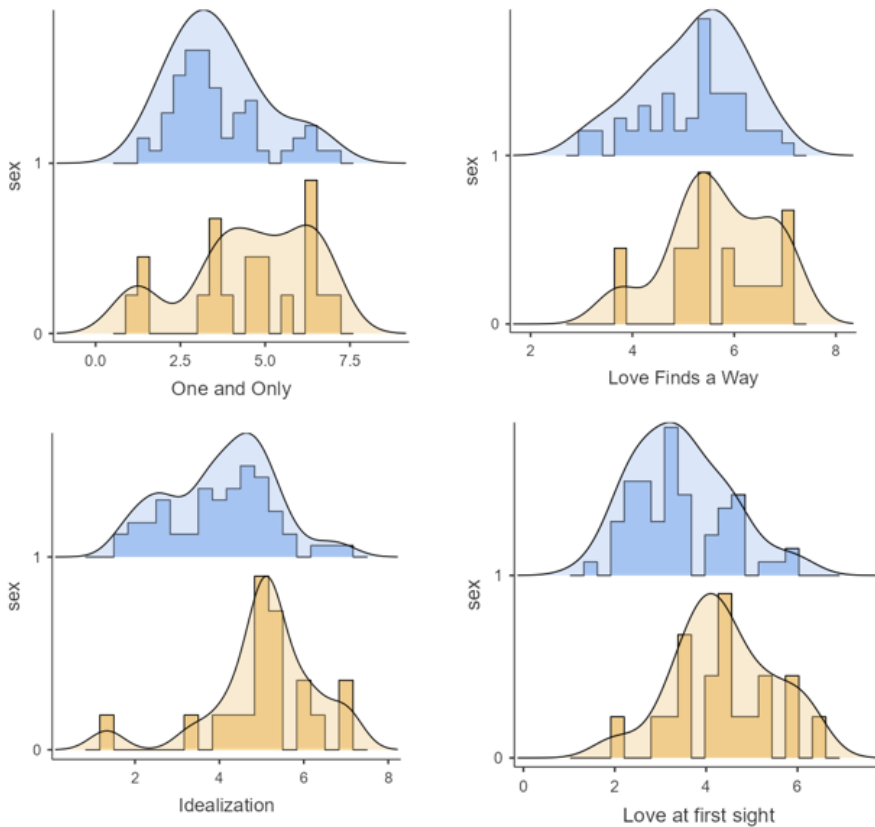 sex
1
0
0.0 2.5 5.0 7.5
One and Only
sex
1
0
2 4 6 8
Love Finds a Way
sex
1
0
2 4 6 8
Idealization
sex
1
0
0 2 4 6
Love at first sight